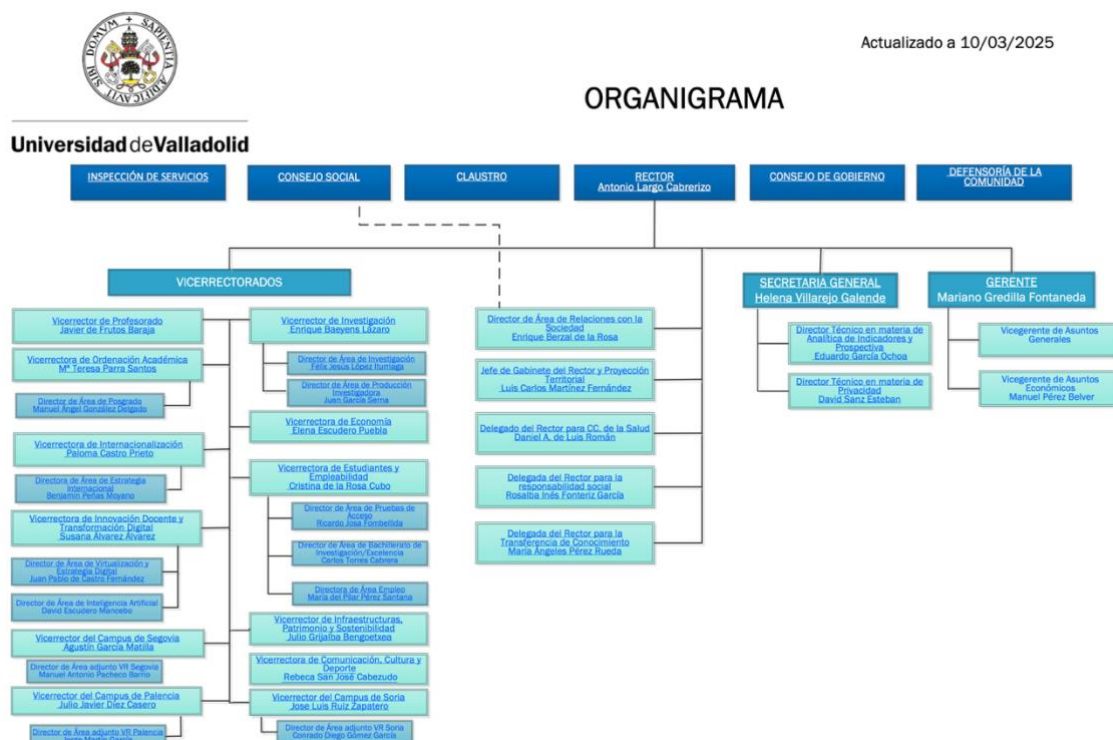 SIBI DOMVM + SAPIENTIA ÆDIFICAVIT
Actualizado a 10/03/2025
ORGANIGRAMA
Universidad de Valladolid
INSPECCIÓN DE SERVICIOS
CONSEJO SOCIAL
CLAUSTRO
RECTOR
Antonio Largo Cabrerizo
CONSEJO DE GOBIERNO
DEFENSORÍA DE LA
COMUNIDAD
VICERRECTORADOS
Vicerrector de Profesorado
Javier de Frutos Baraja
Vicerrectora de Ordenación Académica
Mª Teresa Parra Santos
Director de Área de Posgrado
Manuel Ángel González Delgado
Vicerrectora de Internacionalización
Paloma Castro Prieto
Directora de Área de Estrategia
Internacional
Benjamín Peñas Moyano
Vicerrectora de Innovación Docente y
Transformación Digital
Susana Álvarez Álvarez
Director de Área de Virtualización y
Estrategia Digital
Juan Pablo de Castro Fernández
Director de Área de Inteligencia Artificial
David Escudero Mancebo
Vicerrector del Campus de Segovia
Agustín García Matilla
Director de Área adjunto VR Segovia
Manuel Antonio Pacheco Barrio
Vicerrector del Campus de Palencia
Julio Javier Díez Casero
Director de Área adjunto VR Palencia
Vicerrector de Investigación
Enrique Baeyens Lázaro
Director de Área de Investigación
Félix Jesús López Iturriaga
Director de Área de Producción
Investigadora
Juan García Serna
Vicerrectora de Economía
Elena Escudero Puebla
Vicerrectora de Estudiantes y
Empleabilidad
Cristina de la Rosa Cubo
Director de Área de Pruebas de
Acceso
Ricardo Josa Fombellida
Director de Área de Bachillerato de
Investigación/Excelencia
Carlos Torres Cabrera
Directora de Área Empleo
María del Pilar Pérez Santana
Vicerrector de Infraestructuras,
Patrimonio y Sostenibilidad
Julio Grijalba Bengoetxea
Vicerrectora de Comunicación, Cultura y
Deporte
Rebeca San José Cabezudo
Vicerrector del Campus de Soria
Jose Luis Ruiz Zapatero
Director de Área adjunto VR Soria
Conrado Diego Gómez García
Director de Área de Relaciones con la
Sociedad
Enrique Berzal de la Rosa
Jefe de Gabinete del Rector y Proyección
Territorial
Luis Carlos Martínez Fernández
Delegado del Rector para CC. de la Salud
Daniel A. de Luis Román
Delegada del Rector para la
responsabilidad social
Rosalba Inés Fonteriz García
Delegada del Rector para la
Transferencia de Conocimiento
María Ángeles Pérez Rueda
SECRETARIA GENERAL
Helena Villarejo Galende
Director Técnico en materia de
Analítica de Indicadores y
Prospectiva
Eduardo García Ochoa
Director Técnico en materia de
Privacidad
David Sanz Esteban
GERENTE
Mariano Gredilla Fontaneda
Vicegerente de Asuntos
Generales
Vicegerente de Asuntos
Económicos
Manuel Pérez Belver